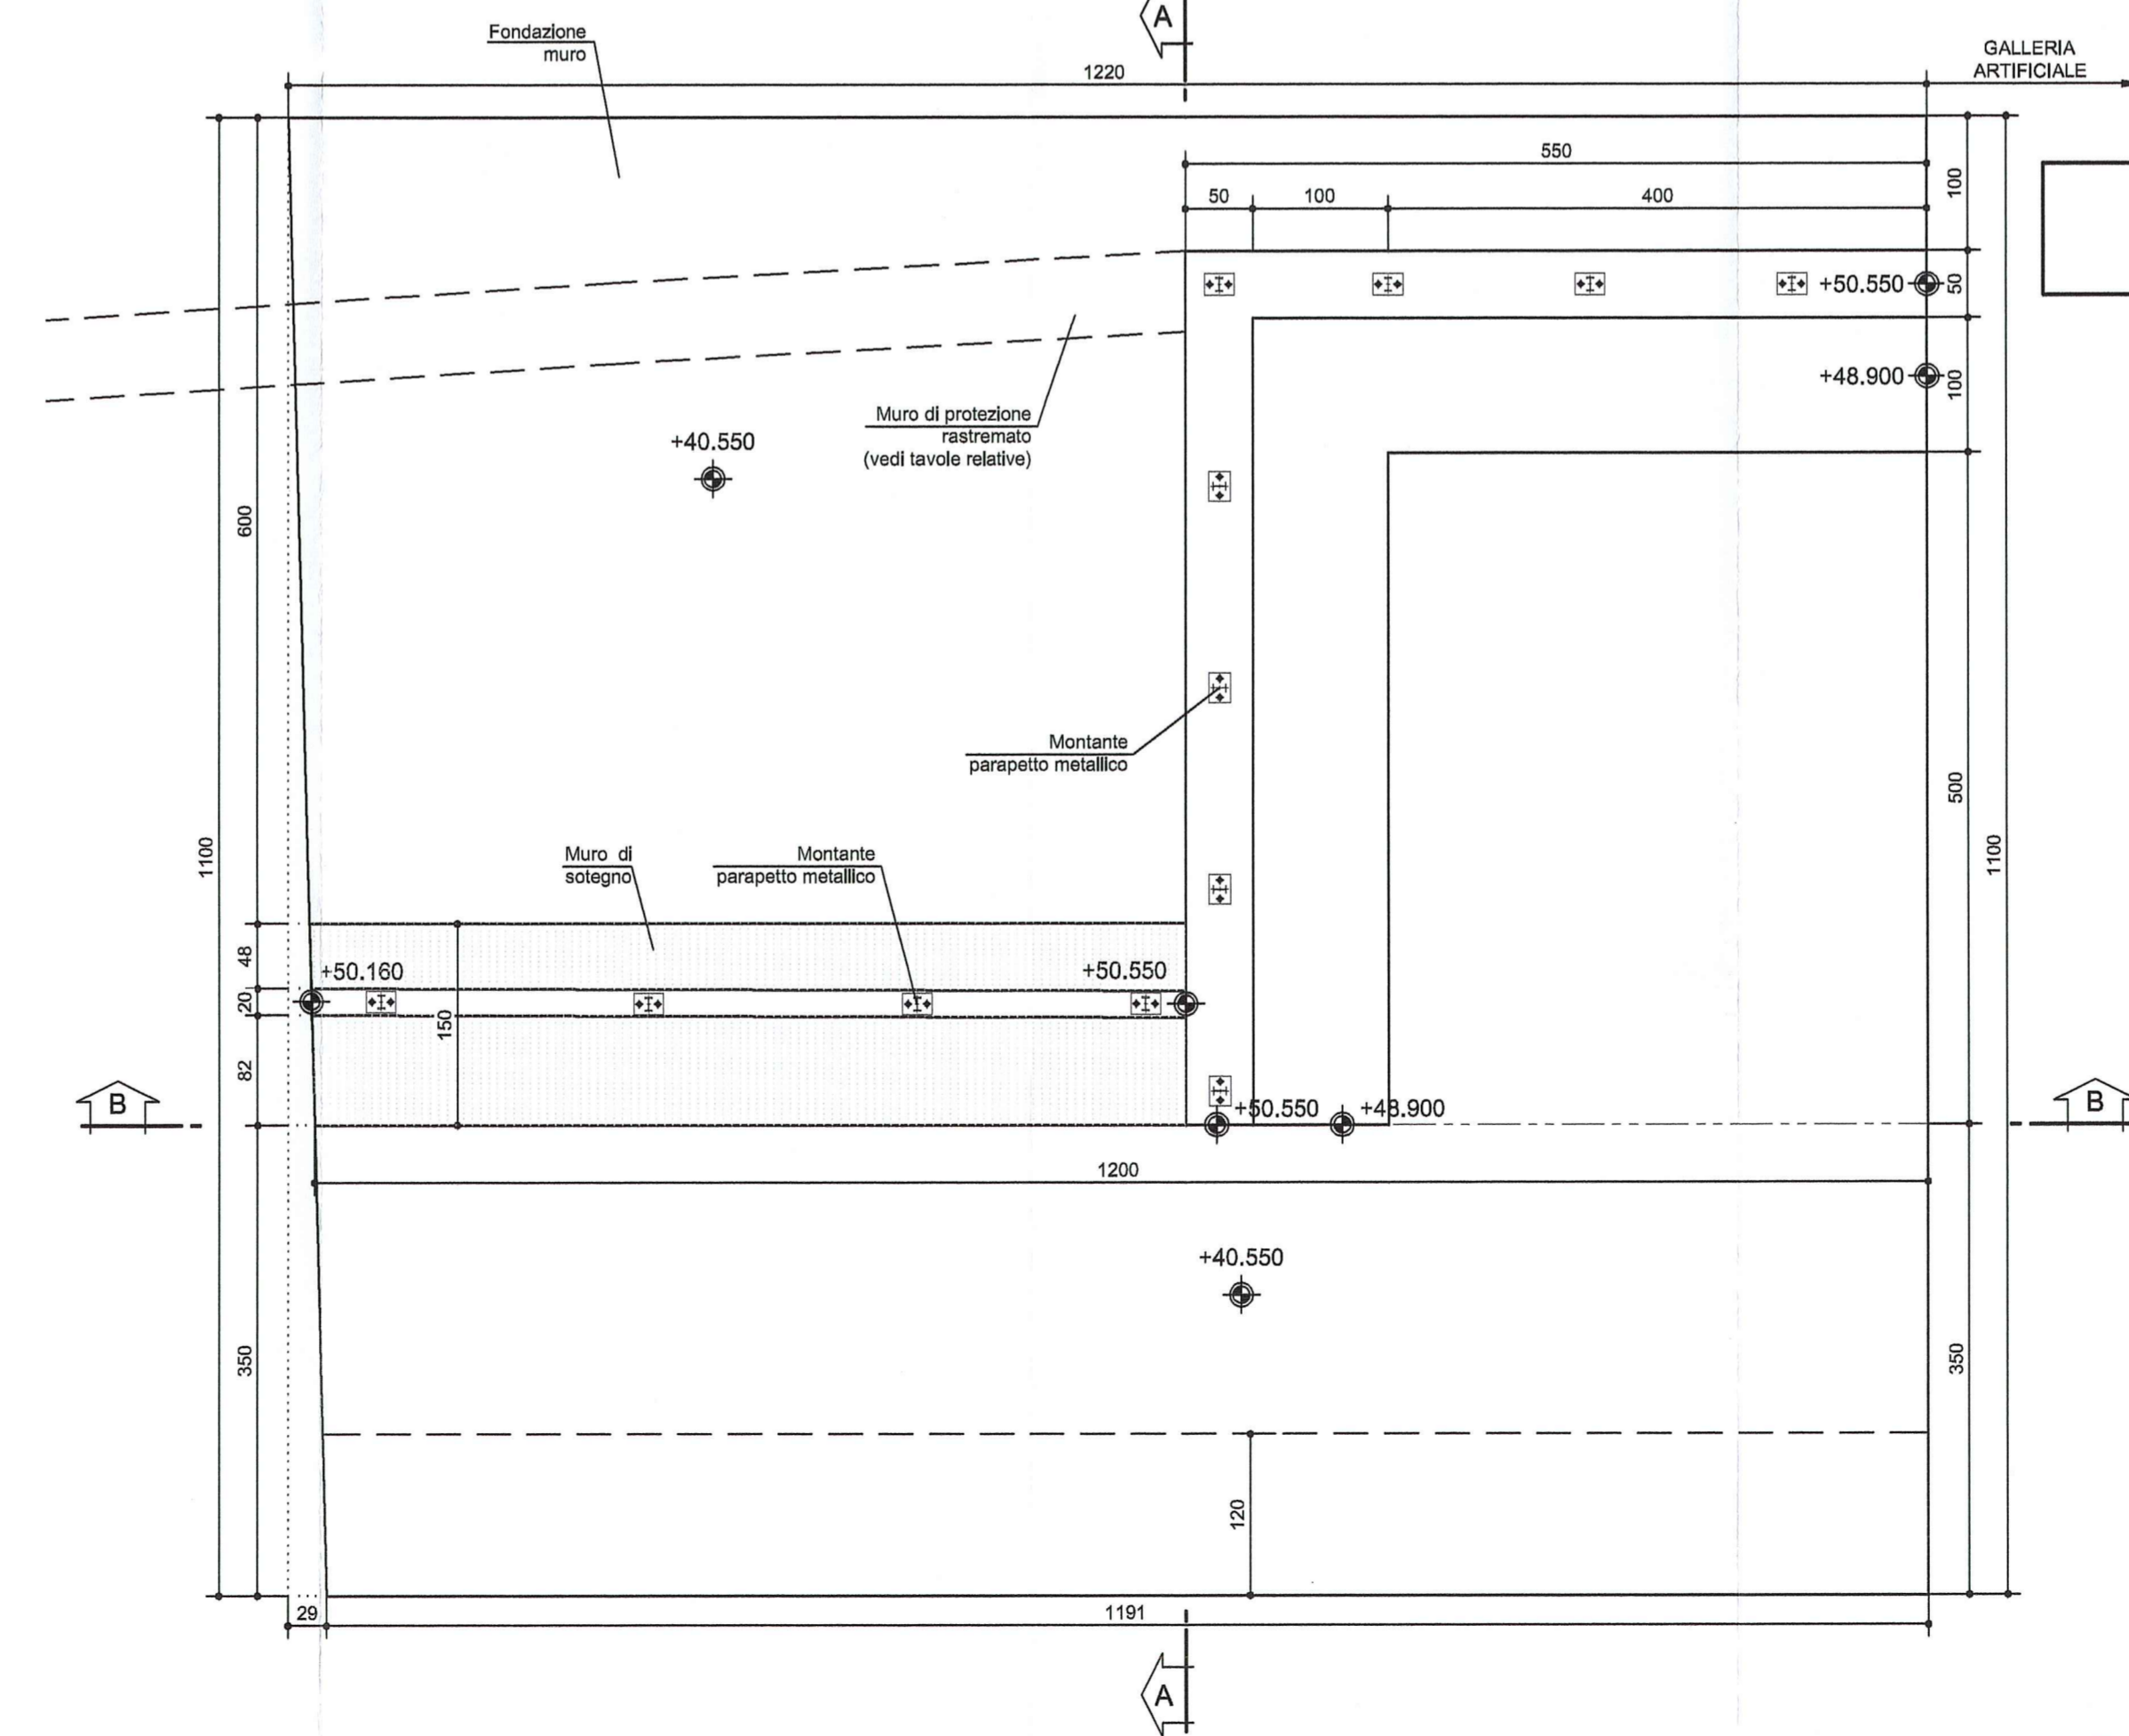 A
Fondazione
muro
GALLERIA
ARTIFICIALE
1220
550
50
100
400
100
+50.550
50
+48.900
100
Muro di protezione
rastremato
(vedi tavole relative)
+40.550
600
Montante
parapetto metallico
500
1100
1100
Muro di
sotegno
Montante
parapetto metallico
48
+50.160
+50.550
20
150
82
B
+50.550
+48.900
B
1200
+40.550
350
350
120
29
1191
A